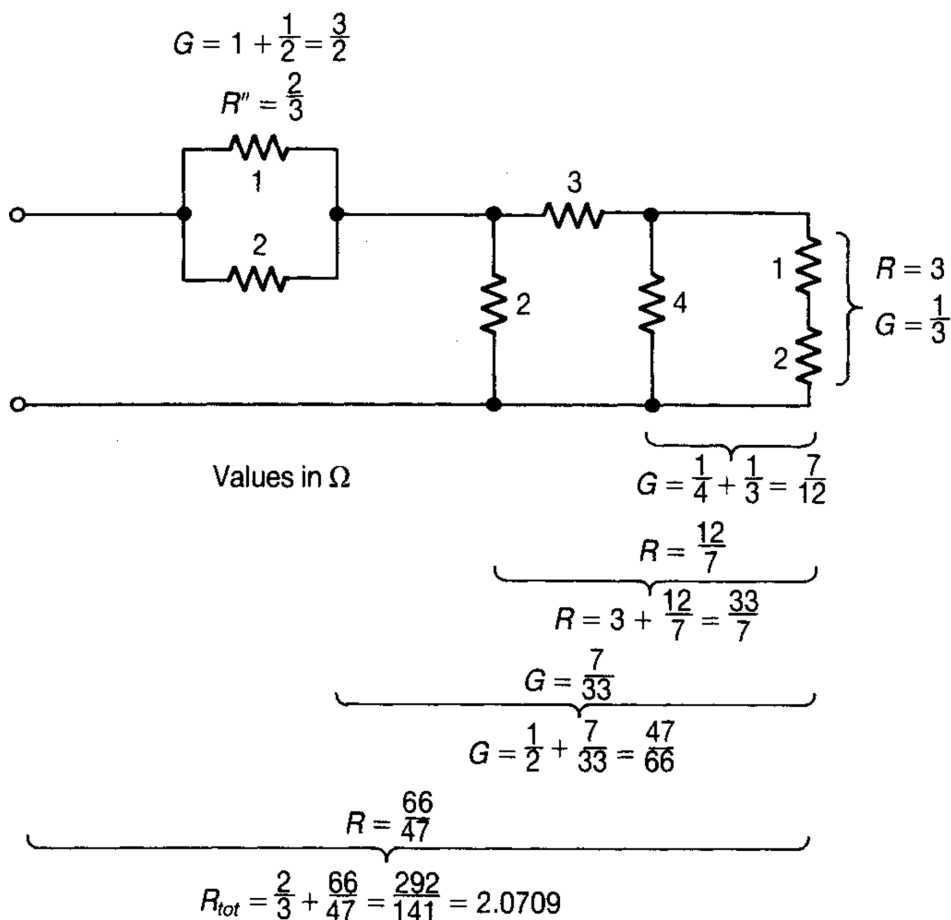 G = 1 + 1/2 = 3/2
R″ = 2/3
1
2
3
2
4
1
2
R = 3
G = 1/3
Values in Ω
G = 1/4 + 1/3 = 7/12
R = 12/7
R = 3 + 12/7 = 33/7
G = 7/33
G = 1/2 + 7/33 = 47/66
R = 66/47
R_tot = 2/3 + 66/47 = 292/141 = 2.0709